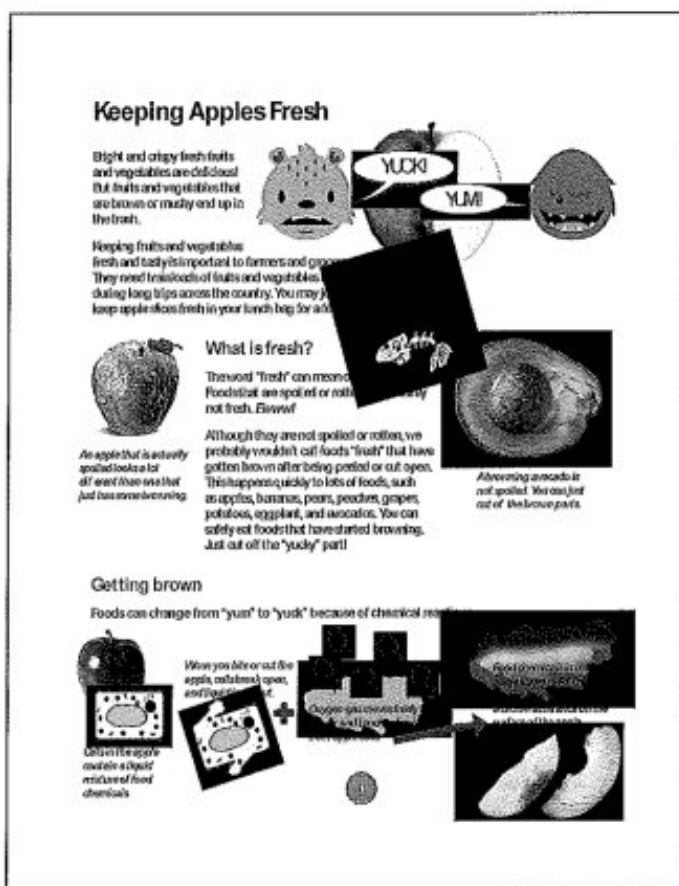 Keeping Apples Fresh
Bright and crispy fresh fruits
and vegetables are delicious!
But fruits and vegetables that
are brown or mushy end up in
the trash.
YUCK!
YUM!
Keeping fruits and vegetables
fresh and tasty is important to farmers and
They need trainloads of fruits and vegetables
during long trips across the country. You may
keep apple slices fresh in your lunch bag for
What is fresh?
The word "fresh" can mean
Foods that are spoiled or
not fresh. Ewww!
Although they are not spoiled or rotten, we
probably wouldn't call foods "fresh" that have
gotten brown after being peeled or cut open.
This happens quickly to lots of foods, such
as apples, bananas, pears, peaches, grapes,
potatoes, eggplant, and avocados. You can
safely eat foods that have started browning.
Just cut off the "yucky" part!
An apple that is actually
spoiled looks a lot
different than one that
just has some browning.
A browning avocado is
not spoiled. You can just
cut of the brown parts.
Getting brown
Foods can change from "yum" to "yuck" because of chemical
When you bite or cut the
apple, cells break open,
and liquid
Cells in the apple
contain a liquid
mixture of food
chemicals.
Oxygen gas